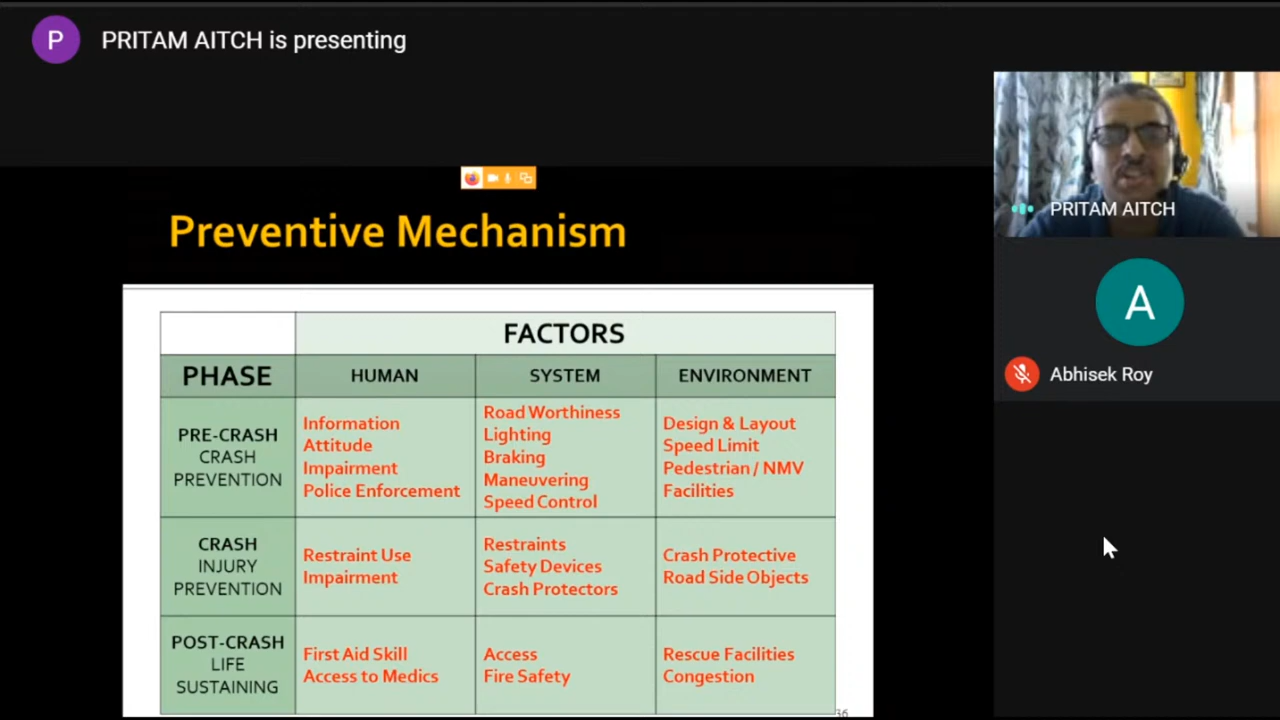 P
PRITAM AITCH is presenting
PRITAM AITCH
A
Abhisek Roy
Preventive Mechanism
FACTORS
PHASE
HUMAN
SYSTEM
ENVIRONMENT
PRE-CRASH
CRASH
PREVENTION
Information
Attitude
Impairment
Police Enforcement
Road Worthiness
Lighting
Braking
Maneuvering
Speed Control
Design & Layout
Speed Limit
Pedestrian / NMV
Facilities
CRASH
INJURY
PREVENTION
Restraint Use
Impairment
Restraints
Safety Devices
Crash Protectors
Crash Protective
Road Side Objects
POST-CRASH
LIFE
SUSTAINING
First Aid Skill
Access to Medics
Access
Fire Safety
Rescue Facilities
Congestion
36